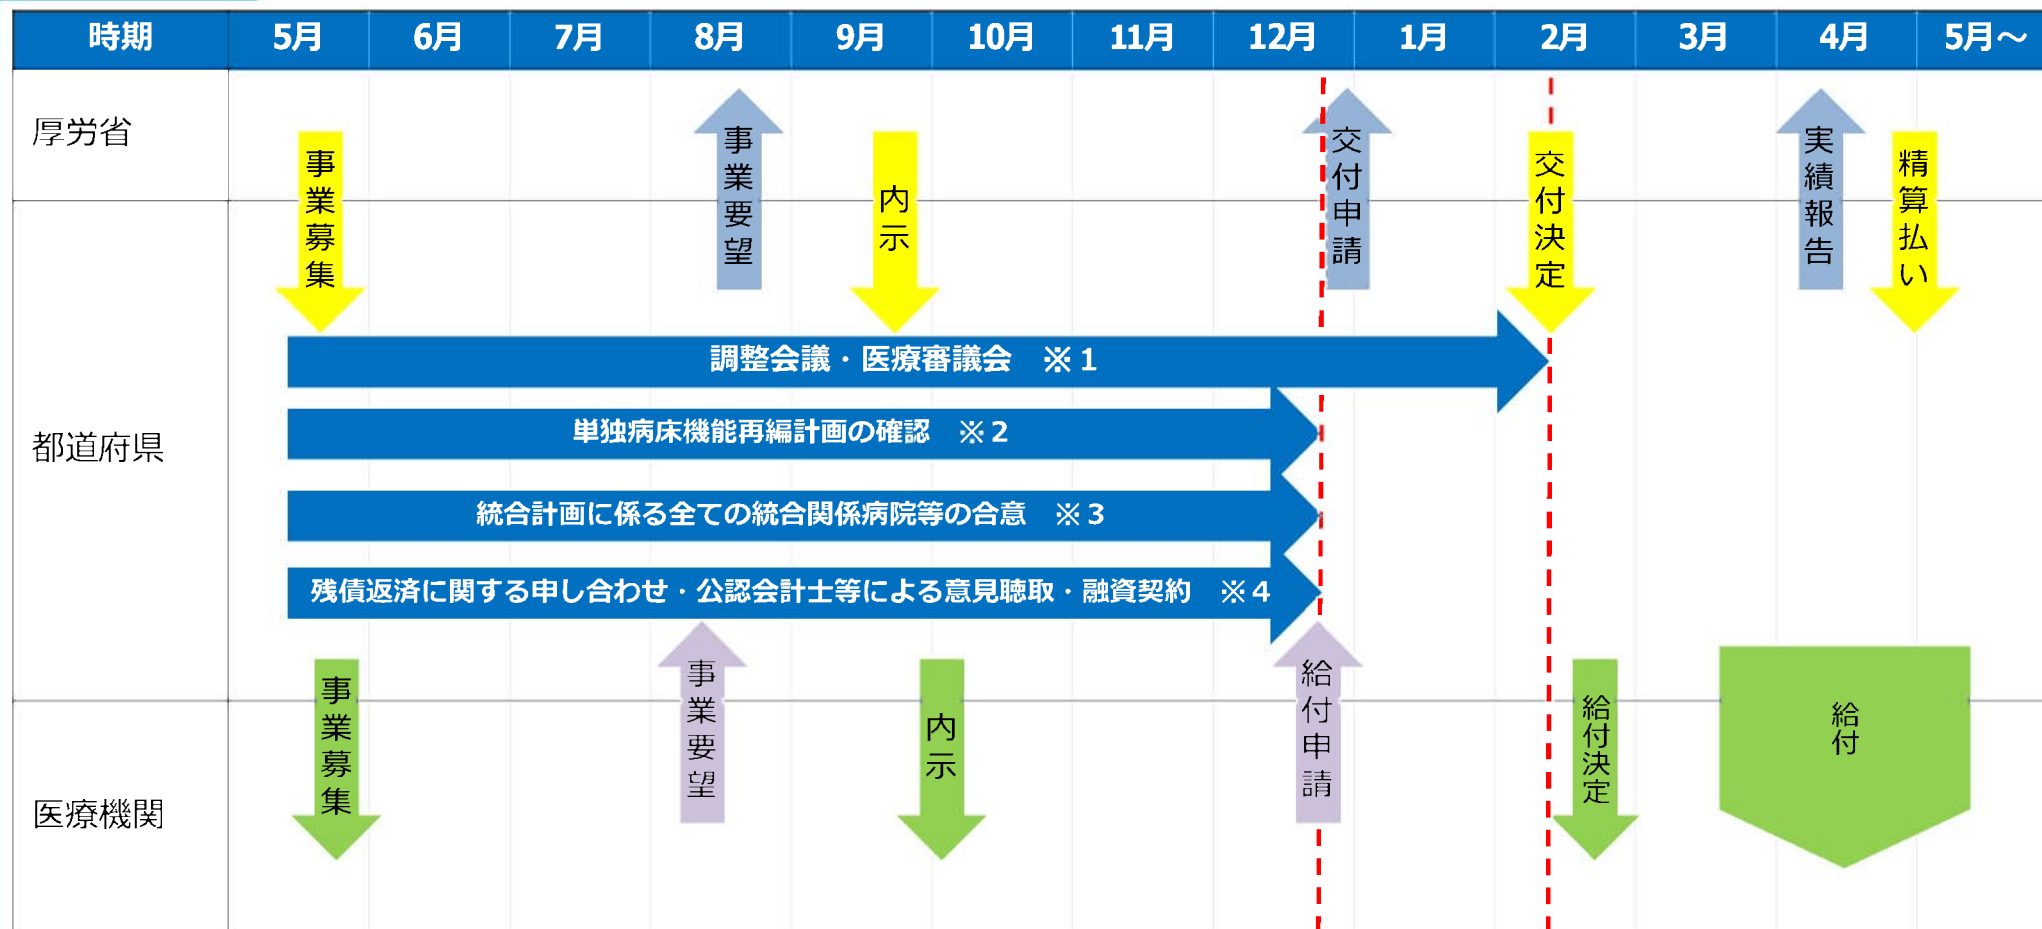 時期 5月 6月 7月 8月 9月 10月 11月 12月 1月 2月 3月 4月 5月～
厚労省
事業募集
事業要望
内示
交付申請
交付決定
実績報告
精算払い
都道府県
調整会議・医療審議会　※１
単独病床機能再編計画の確認　※２
統合計画に係る全ての統合関係病院等の合意　※３
残債返済に関する申し合わせ・公認会計士等による意見聴取・融資契約　※４
医療機関
事業募集
事業要望
内示
給付申請
給付決定
給付